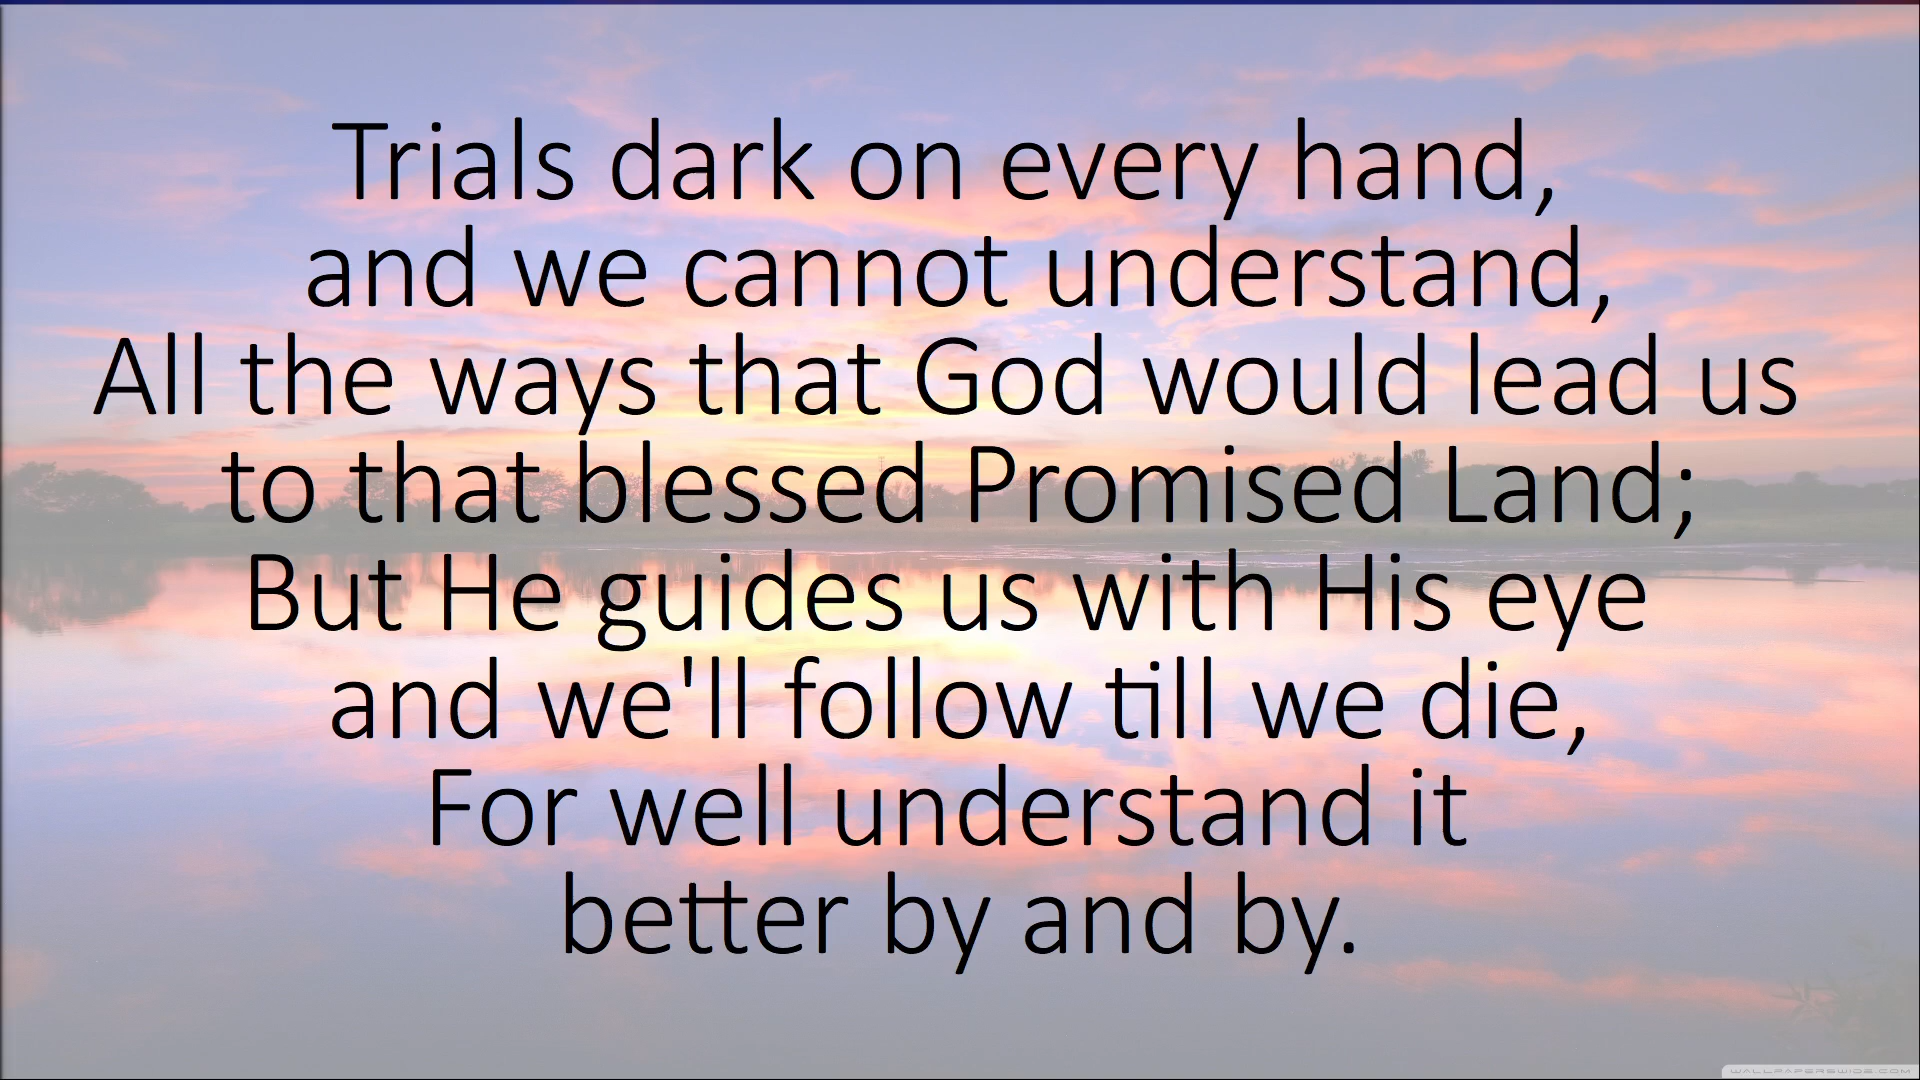 Trials dark on every hand,
and we cannot understand,
All the ways that God would lead us
to that blessed Promised Land;
But He guides us with His eye
and we'll follow till we die,
For well understand it
better by and by.
WALLPAPERSWIDE.COM